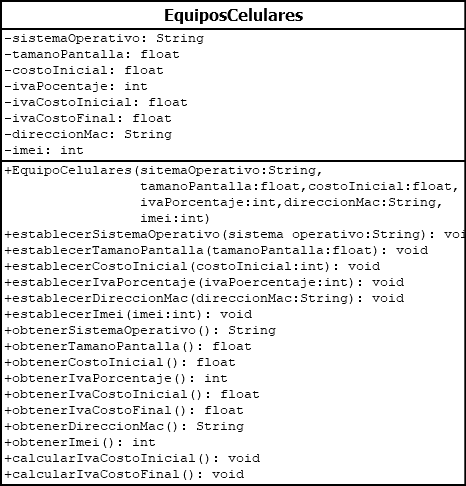 EquiposCelulares
-sistemaOperativo: String
-tamanoPantalla: float
-costoInicial: float
-ivaPocentaje: int
-ivaCostoInicial: float
-ivaCostoFinal: float
-direccionMac: String
-imei: int
+EquipoCelulares(sitemaOperativo:String,
tamanoPantalla:float,costoInicial:float,
ivaPorcentaje:int,direccionMac:String,
imei:int)
+establecerSistemaOperativo(sistema operativo:String): voi
+establecerTamanoPantalla(tamanoPantalla:float): void
+establecerCostoInicial(costoInicial:int): void
+establecerIvaPorcentaje(ivaPoercentaje:int): void
+establecerDireccionMac(direccionMac:String): void
+establecerImei(imei:int): void
+obtenerSistemaOperativo(): String
+obtenerTamanoPantalla(): float
+obtenerCostoInicial(): float
+obtenerIvaPorcentaje(): int
+obtenerIvaCostoInicial(): float
+obtenerIvaCostoFinal(): float
+obtenerDireccionMac(): String
+obtenerImei(): int
+calcularIvaCostoInicial(): void
+calcularIvaCostoFinal(): void